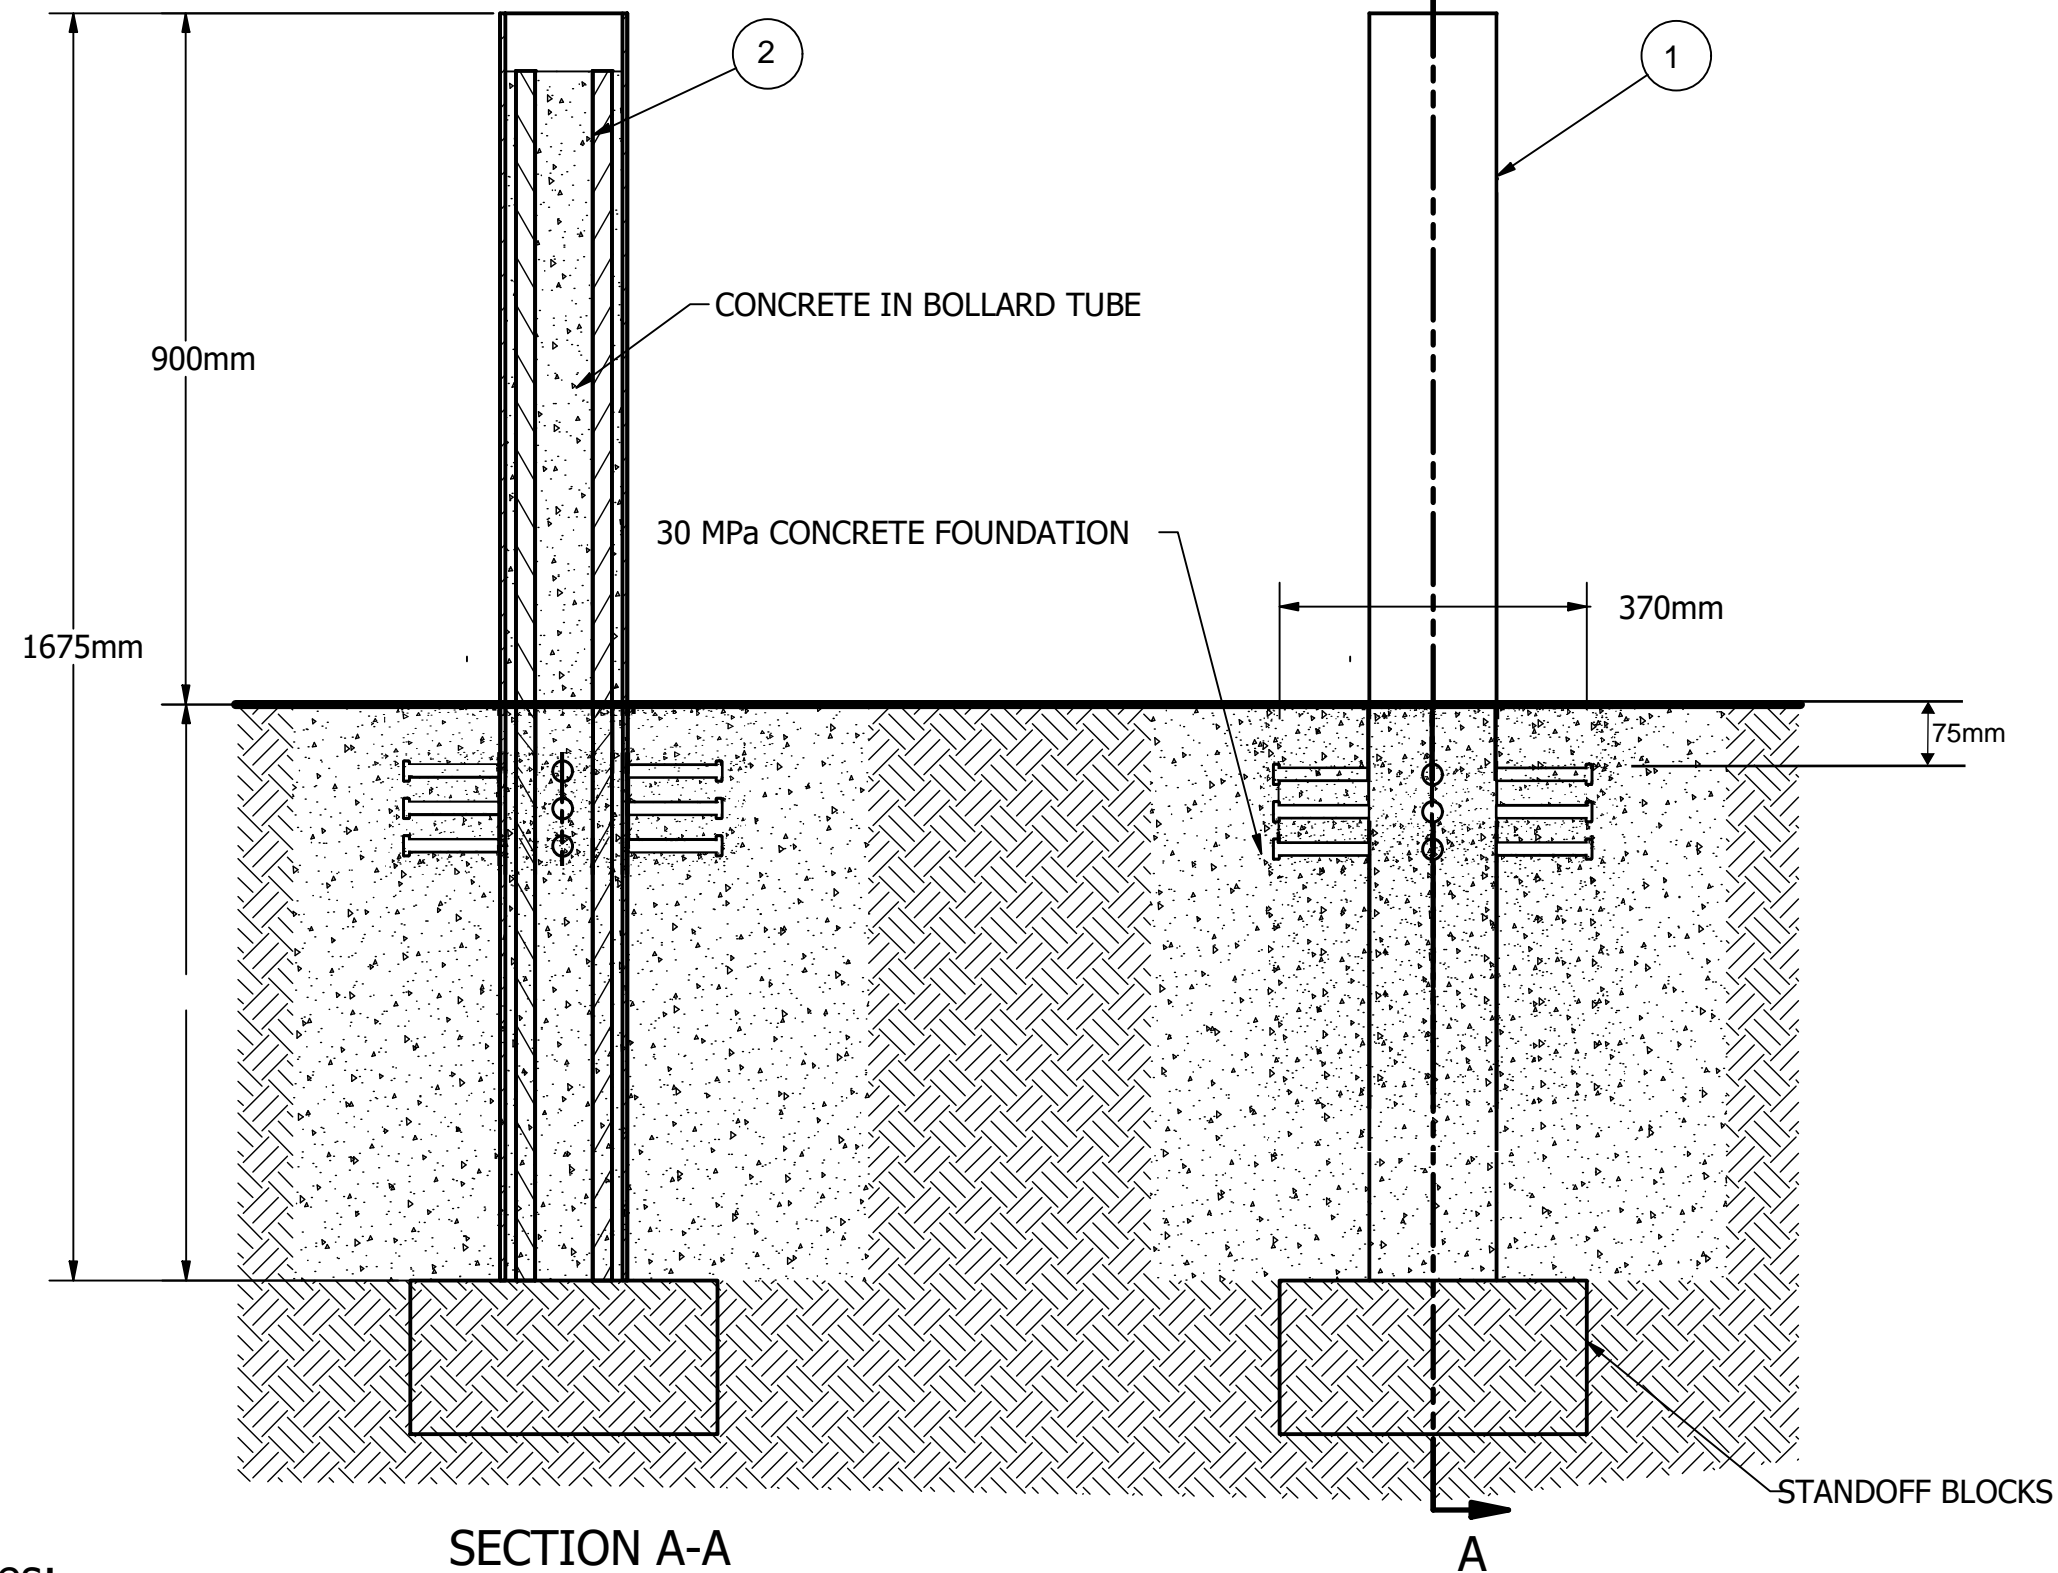 2
1
CONCRETE IN BOLLARD TUBE
900mm
30 MPa CONCRETE FOUNDATION
370mm
1675mm
75mm
STANDOFF BLOCKS
SECTION A-A
A